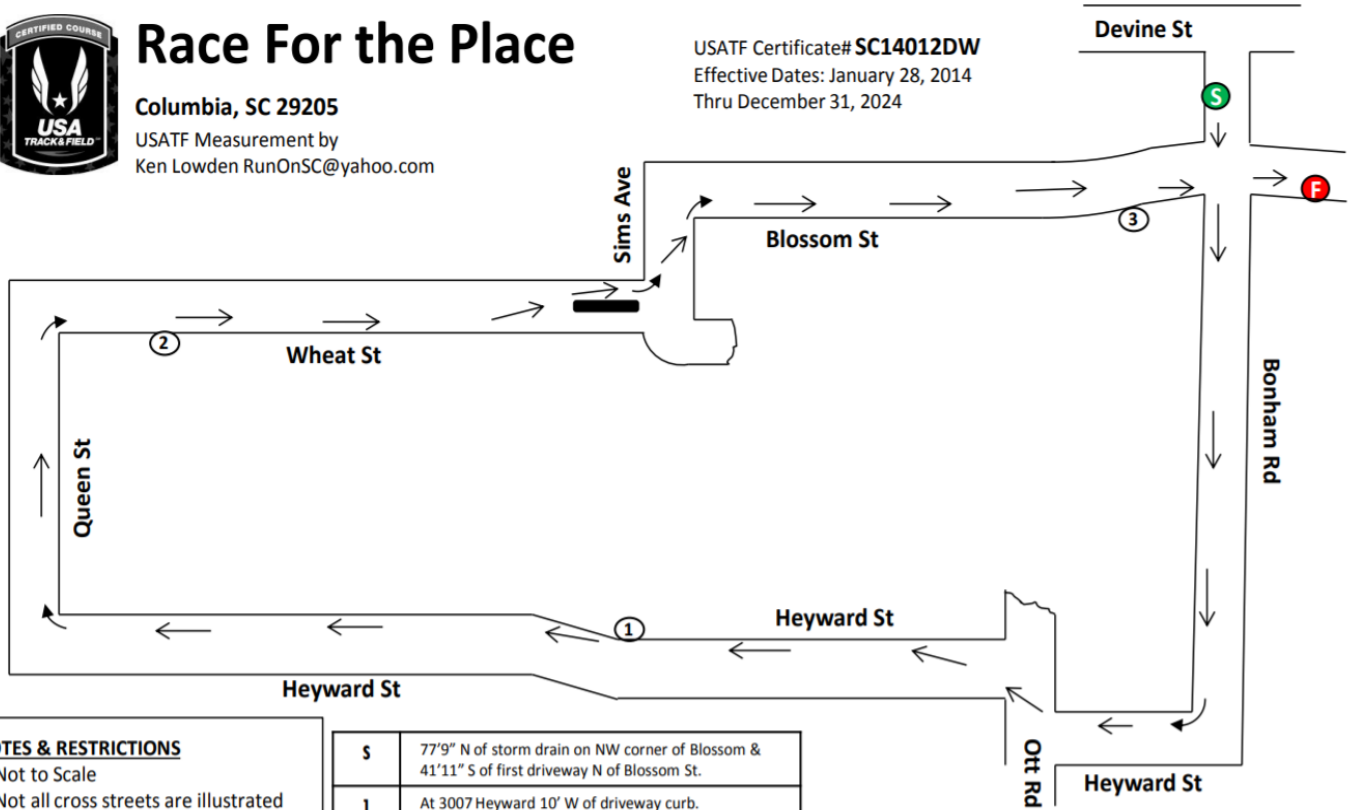 CERTIFIED COURSE
USA
TRACK&FIELD
Race For the Place
Columbia, SC 29205
USATF Measurement by
Ken Lowden RunOnSC@yahoo.com
USATF Certificate# SC14012DW
Effective Dates: January 28, 2014
Thru December 31, 2024
Devine St
S
F
Sims Ave
Blossom St
3
2
Wheat St
Bonham Rd
Queen St
1
Heyward St
Heyward St
Ott Rd
Heyward St
TES & RESTRICTIONS
Not to Scale
Not all cross streets are illustrated
S 77'9” N of storm drain on NW corner of Blossom &
41'11” S of first driveway N of Blossom St.
1 At 3007 Heyward 10' W of driveway curb.